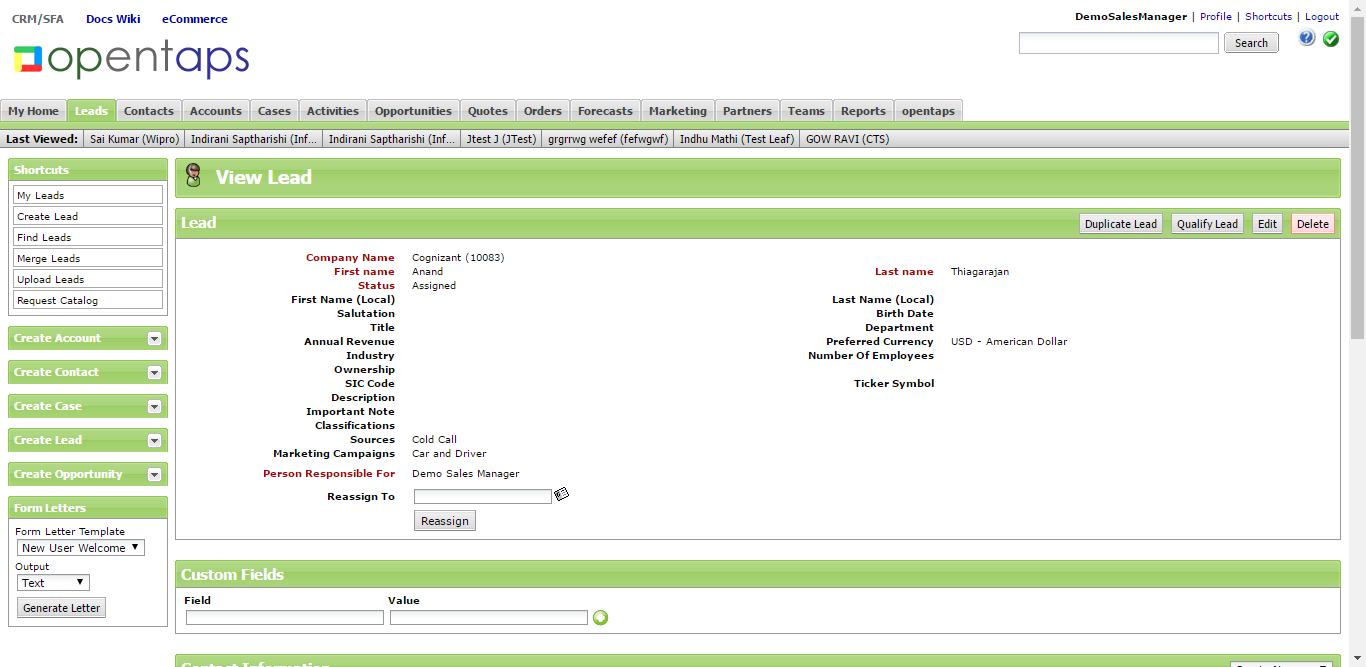 CRM/SFA Docs Wiki eCommerce
DemoSalesManager | Profile | Shortcuts | Logout
opentaps
Search
My Home Leads Contacts Accounts Cases Activities Opportunities Quotes Orders Forecasts Marketing Partners Teams Reports opentaps
Last Viewed: Sai Kumar (Wipro) Indirani Saptharishi (Inf... Indirani Saptharishi (Inf... Jtest J (JTest) grgrrwg wefef (fefwgwf) Indhu Mathi (Test Leaf) GOW RAVI (CTS)
Shortcuts
My Leads
Create Lead
Find Leads
Merge Leads
Upload Leads
Request Catalog
Create Account
Create Contact
Create Case
Create Lead
Create Opportunity
Form Letters
Form Letter Template
New User Welcome
Output
Text
Generate Letter
View Lead
Lead Duplicate Lead Qualify Lead Edit Delete
Company Name Cognizant (10083)
First name Anand Last name Thiagarajan
Status Assigned
First Name (Local) Last Name (Local)
Salutation Birth Date
Title Department
Annual Revenue Preferred Currency USD - American Dollar
Industry Number Of Employees
Ownership
SIC Code Ticker Symbol
Description
Important Note
Classifications
Sources Cold Call
Marketing Campaigns Car and Driver
Person Responsible For Demo Sales Manager
Reassign To
Reassign
Custom Fields
Field Value
Contact Information